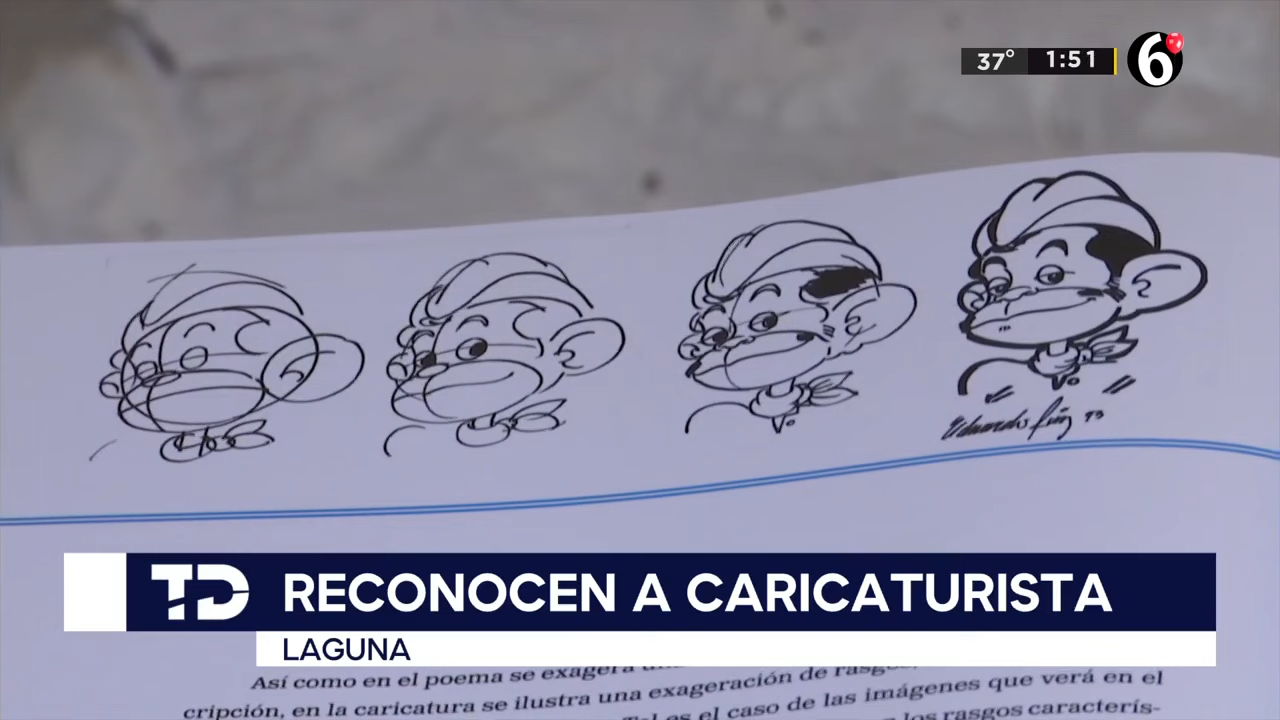 37° 1:51 6
Eduardo Ruiz 93
TD RECONOCEN A CARICATURISTA
LAGUNA
Así como en el poema se exagera
cripción, en la caricatura se ilustra una exageración de rasgos,
Tal es el caso de las imágenes que verá en el
los rasgos caracterís-